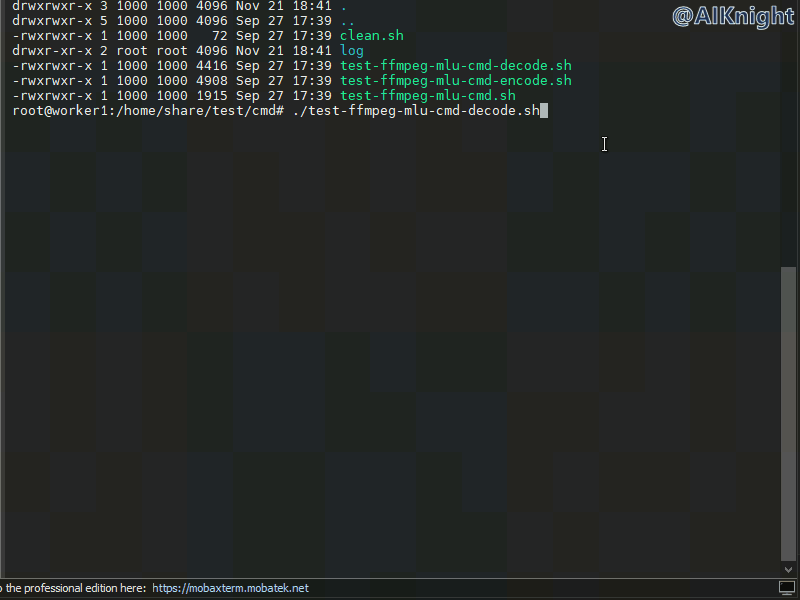 drwxrwxr-x 3 1000 1000 4096 Nov 21 18:41 .
@AIKnight
drwxrwxr-x 5 1000 1000 4096 Sep 27 17:39 ..
-rwxrwxr-x 1 1000 1000   72 Sep 27 17:39 clean.sh
drwxr-xr-x 2 root root 4096 Nov 21 18:41 log
-rwxrwxr-x 1 1000 1000 4416 Sep 27 17:39 test-ffmpeg-mlu-cmd-decode.sh
-rwxrwxr-x 1 1000 1000 4908 Sep 27 17:39 test-ffmpeg-mlu-cmd-encode.sh
-rwxrwxr-x 1 1000 1000 1915 Sep 27 17:39 test-ffmpeg-mlu-cmd.sh
root@worker1:/home/share/test/cmd# ./test-ffmpeg-mlu-cmd-decode.sh
o the professional edition here: https://mobaxterm.mobatek.net